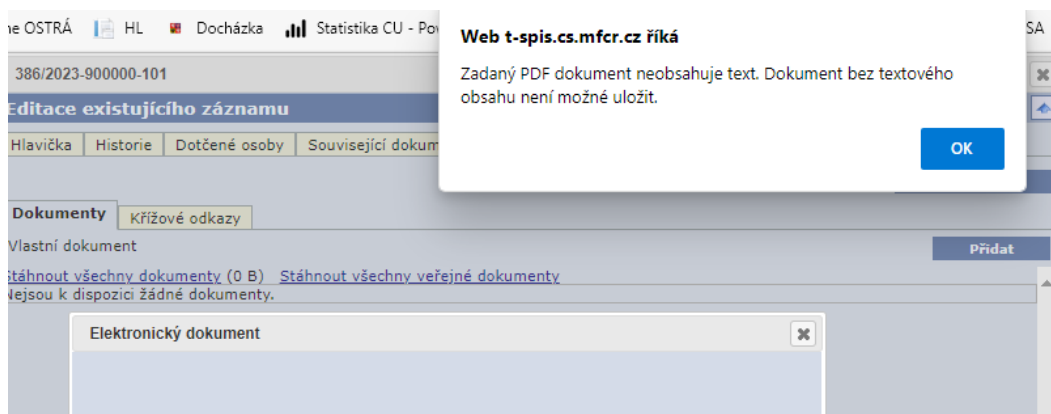 ne OSTRÁ HL Docházka Statistika CU - Pov
SA
Web t-spis.cs.mfcr.cz říká
Zadaný PDF dokument neobsahuje text. Dokument bez textového
obsahu není možné uložit.
OK
386/2023-900000-101
Editace existujícího záznamu
Hlavička Historie Dotčené osoby Související dokum
Dokumenty Křížové odkazy
Vlastní dokument
Přidat
Stáhnout všechny dokumenty (0 B) Stáhnout všechny veřejné dokumenty
Nejsou k dispozici žádné dokumenty.
Elektronický dokument